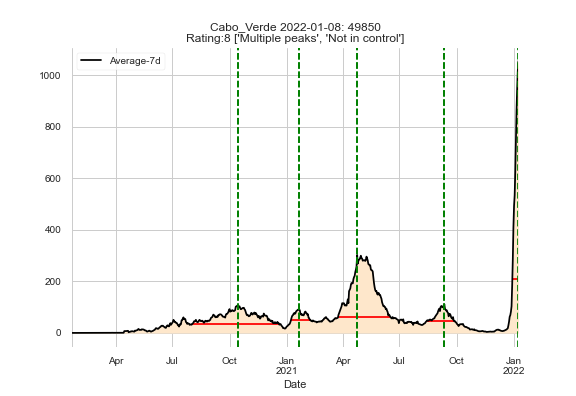 Cabo_Verde 2022-01-08: 49850
Rating:8 ['Multiple peaks', 'Not in control']
Average-7d
1000
800
600
400
200
0
Apr Jul Oct Jan Apr Jul Oct Jan
2021 2022
Date